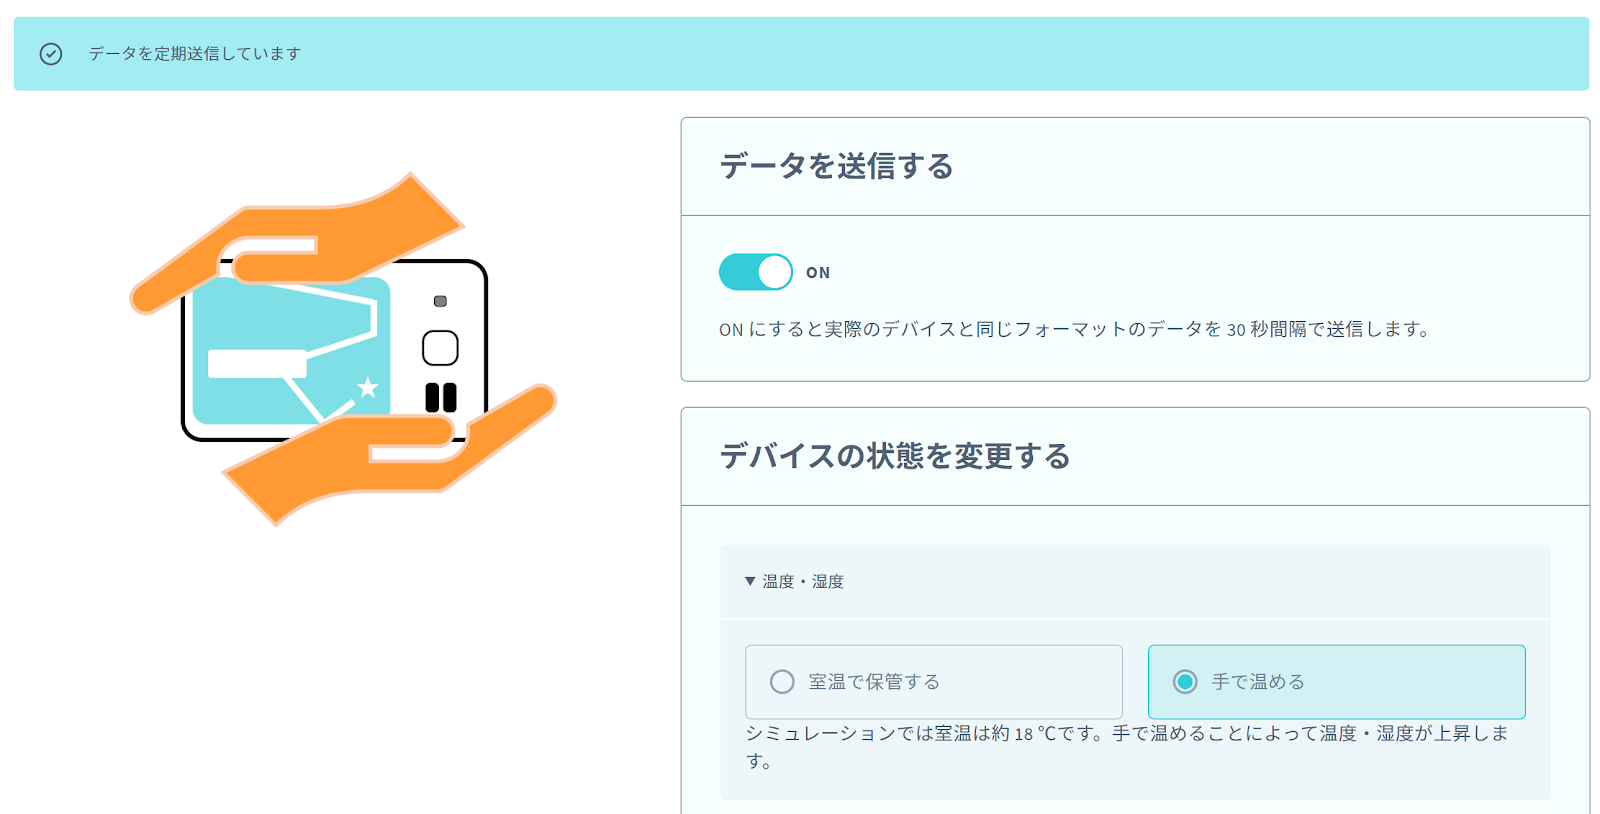 データを定期送信しています
データを送信する
ON
ON にすると実際のデバイスと同じフォーマットのデータを 30 秒間隔で送信します。
デバイスの状態を変更する
▼ 温度・湿度
室温で保管する
手で温める
シミュレーションでは室温は約 18 ℃です。手で温めることによって温度・湿度が上昇しま
す。